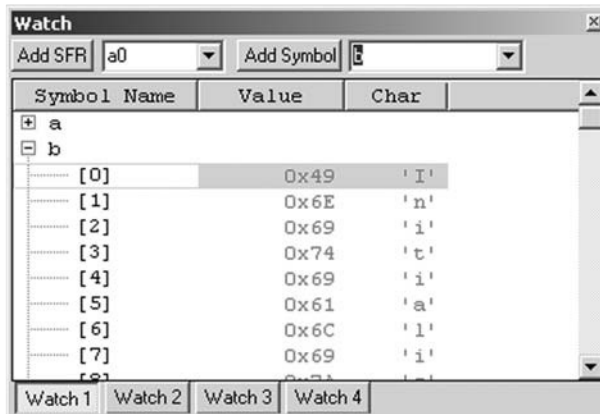 Watch
Add SFR a0 Add Symbol b
Symbol Name Value Char
a
b
[0] 0x49 'I'
[1] 0x6E 'n'
[2] 0x69 'i'
[3] 0x74 't'
[4] 0x69 'i'
[5] 0x61 'a'
[6] 0x6C 'l'
[7] 0x69 'i'
Watch 1 Watch 2 Watch 3 Watch 4